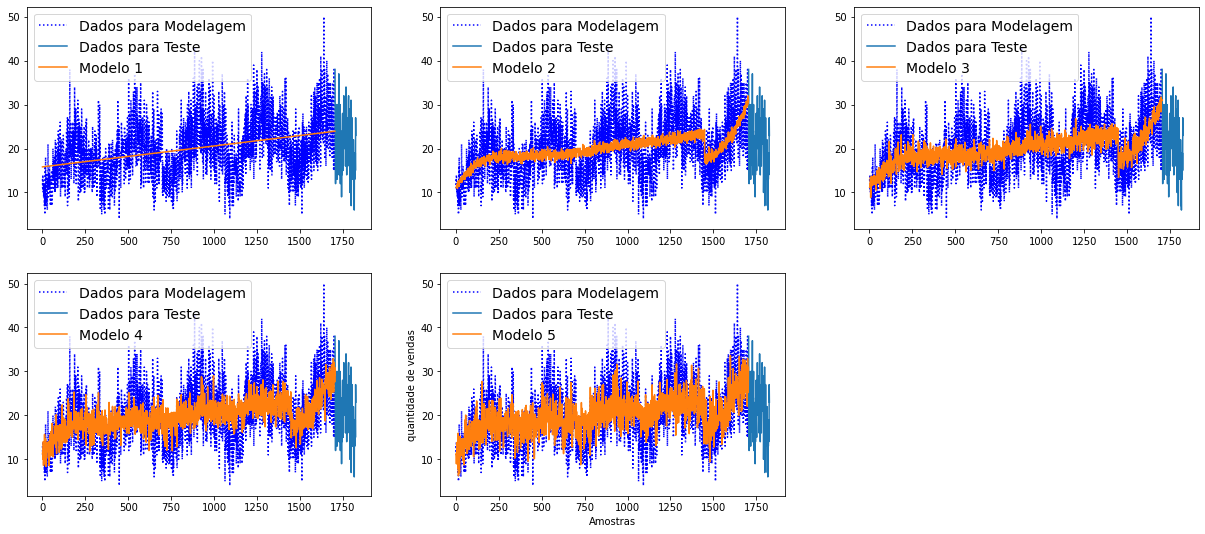 Dados para Modelagem
Dados para Teste
Modelo 1
50
40
30
20
10
0 250 500 750 1000 1250 1500 1750
Dados para Modelagem
Dados para Teste
Modelo 2
50
40
30
20
10
0 250 500 750 1000 1250 1500 1750
Dados para Modelagem
Dados para Teste
Modelo 3
50
40
30
20
10
0 250 500 750 1000 1250 1500 1750
Dados para Modelagem
Dados para Teste
Modelo 4
50
40
30
20
10
0 250 500 750 1000 1250 1500 1750
Dados para Modelagem
Dados para Teste
Modelo 5
quantidade de vendas
50
40
30
20
10
0 250 500 750 1000 1250 1500 1750
Amostras